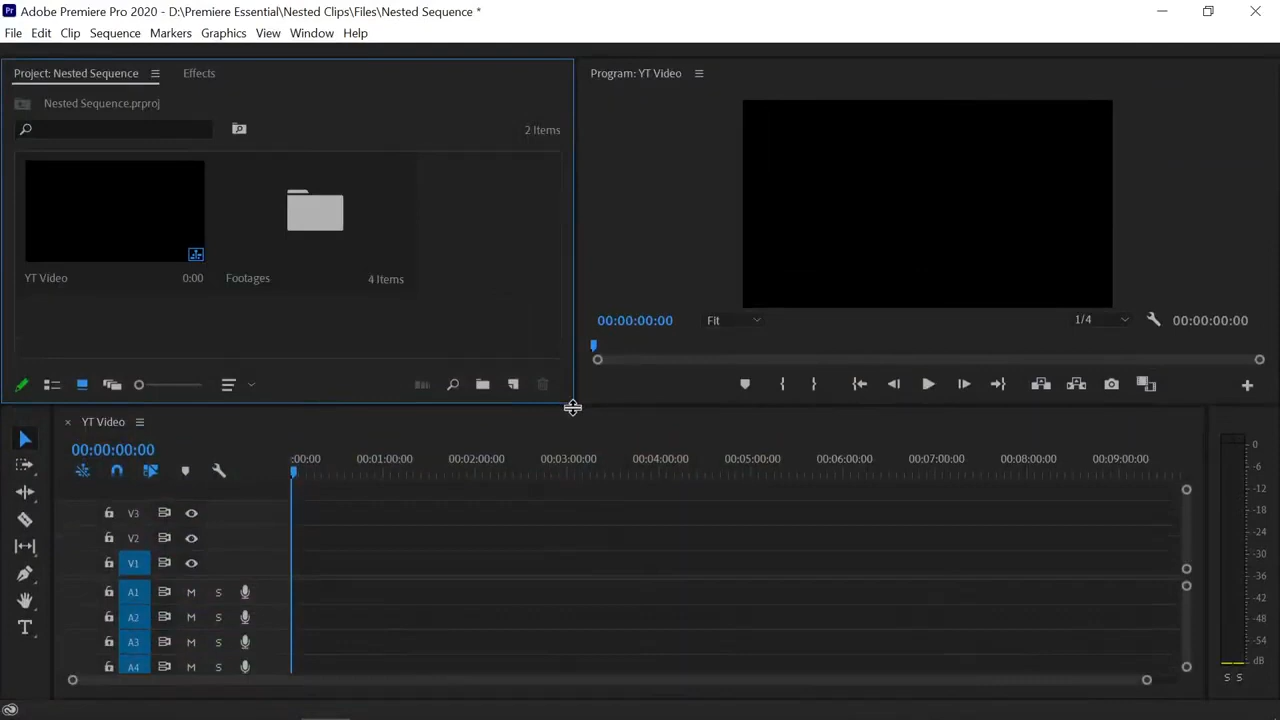 Pr Adobe Premiere Pro 2020 - D:\Premiere Essential\Nested Clips\Files\Nested Sequence *
File Edit Clip Sequence Markers Graphics View Window Help
Project: Nested Sequence Effects
Program: YT Video
Nested Sequence.prproj
2 Items
YT Video 0:00
Footages 4 Items
00:00:00:00 Fit 1/4 00:00:00:00
× YT Video
00:00:00:00
:00:00 00:01:00:00 00:02:00:00 00:03:00:00 00:04:00:00 00:05:00:00 00:06:00:00 00:07:00:00 00:08:00:00 00:09:00:00
V3
V2
V1
A1 M S
A2 M S
A3 M S
A4 M S
T
0
-6
-12
-18
-24
-30
-36
-42
-48
-54
dB
S S